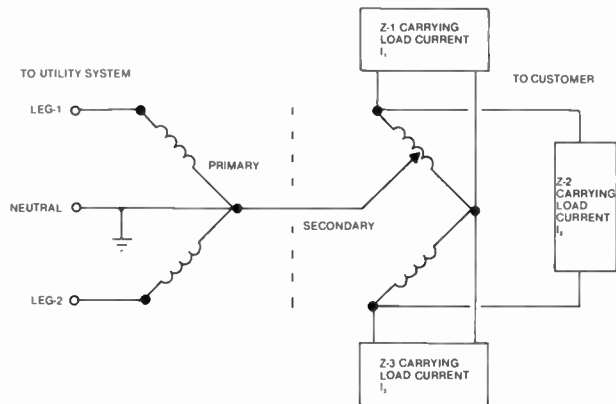 Z-1 CARRYING
LOAD CURRENT
I₁
TO UTILITY SYSTEM
TO CUSTOMER
LEG-1
PRIMARY
Z-2
CARRYING
LOAD
CURRENT
I₂
NEUTRAL
SECONDARY
LEG-2
Z-3 CARRYING
LOAD CURRENT
I₃